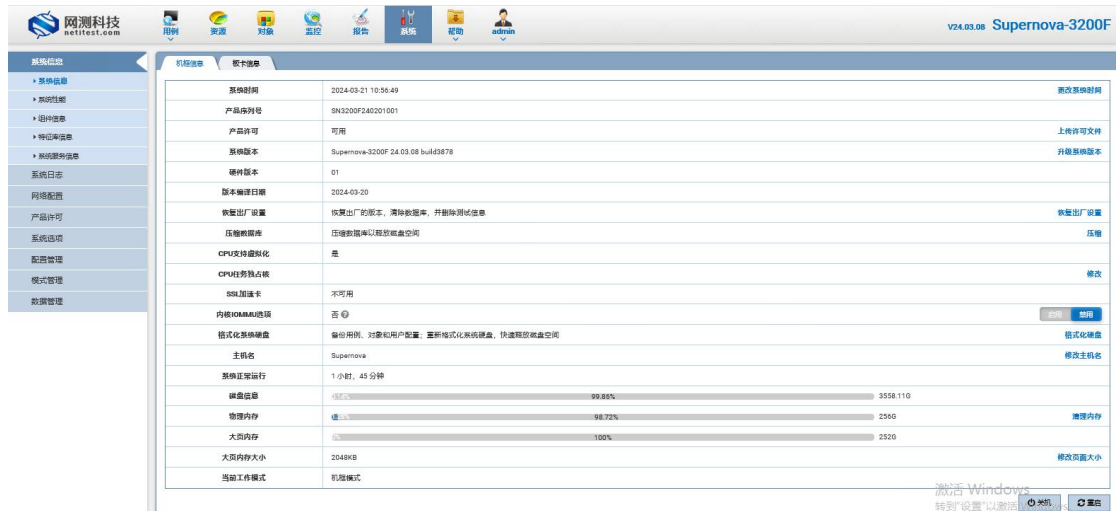 网测科技
netitest.com
用例 资源 对象 监控 报告 系统 帮助 admin
V24.03.08 Supernova-3200F
系统信息
系统信息
系统性能
组件信息
特征库信息
系统服务信息
系统日志
网络配置
产品许可
系统选项
配置管理
模式管理
数据管理
机框信息 板卡信息
系统时间 2024-03-21 10:56:49 更改系统时间
产品序列号 SN3200F240201001
产品许可 可用 上传许可文件
系统版本 Supernova-3200F 24.03.08 build3878 升级系统版本
硬件版本 01
版本编译日期 2024-03-20
恢复出厂设置 恢复出厂的版本，清除数据库，并删除测试信息 恢复出厂设置
压缩数据库 压缩数据库以释放磁盘空间 压缩
CPU支持虚拟化 是
CPU任务独占核 修改
SSL加速卡 不可用
内核IOMMU选项 否 启用 禁用
格式化系统硬盘 备份用例、对象和用户配置；重新格式化系统硬盘，快速释放磁盘空间 格式化硬盘
主机名 Supernova 修改主机名
系统正常运行 1 小时，45 分钟
磁盘信息 99.86% 3558.11G
物理内存 98.72% 256G 清理内存
大页内存 100% 252G
大页内存大小 2048KB 修改页面大小
当前工作模式 机框模式
激活 Windows
转到"设置"以激活
关机 重启